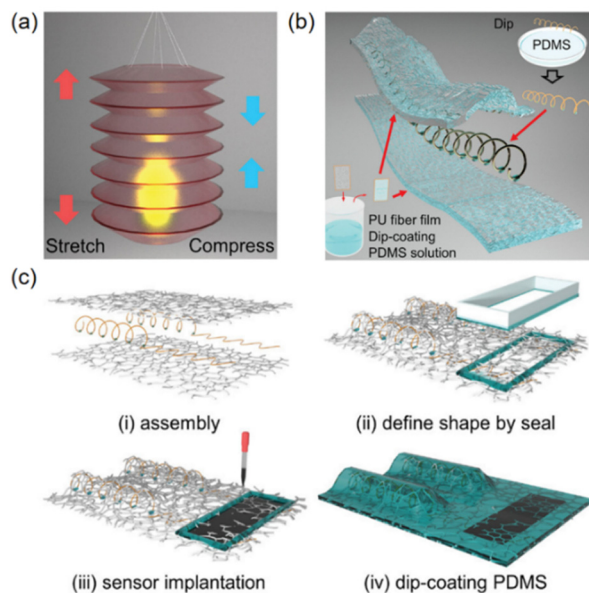 (a)
Stretch
Compress
(b)
Dip
PDMS
PU fiber film
Dip-coating
PDMS solution
(c)
(i) assembly
(ii) define shape by seal
(iii) sensor implantation
(iv) dip-coating PDMS